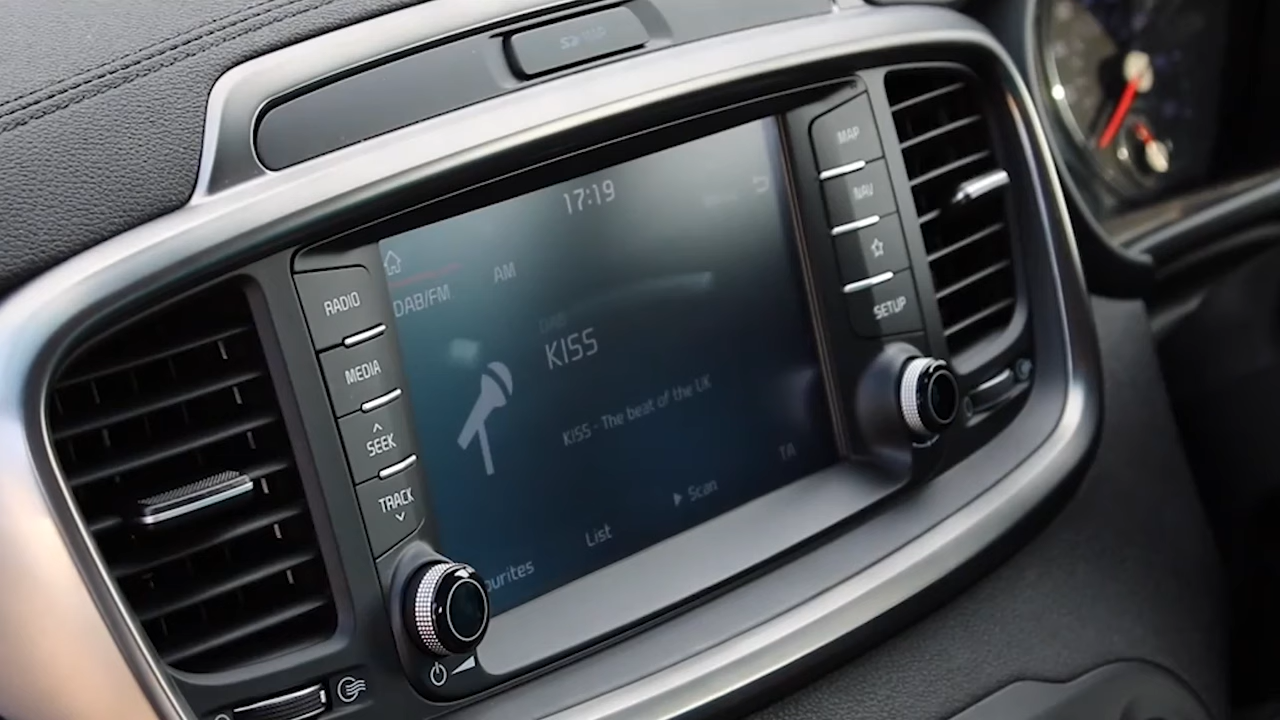 17:19
MAP
NAV
SETUP
RADIO
MEDIA
SEEK
TRACK
DAB/FM
AM
DAB
KISS
KISS - The beat of the UK
TA
Scan
List
ourites